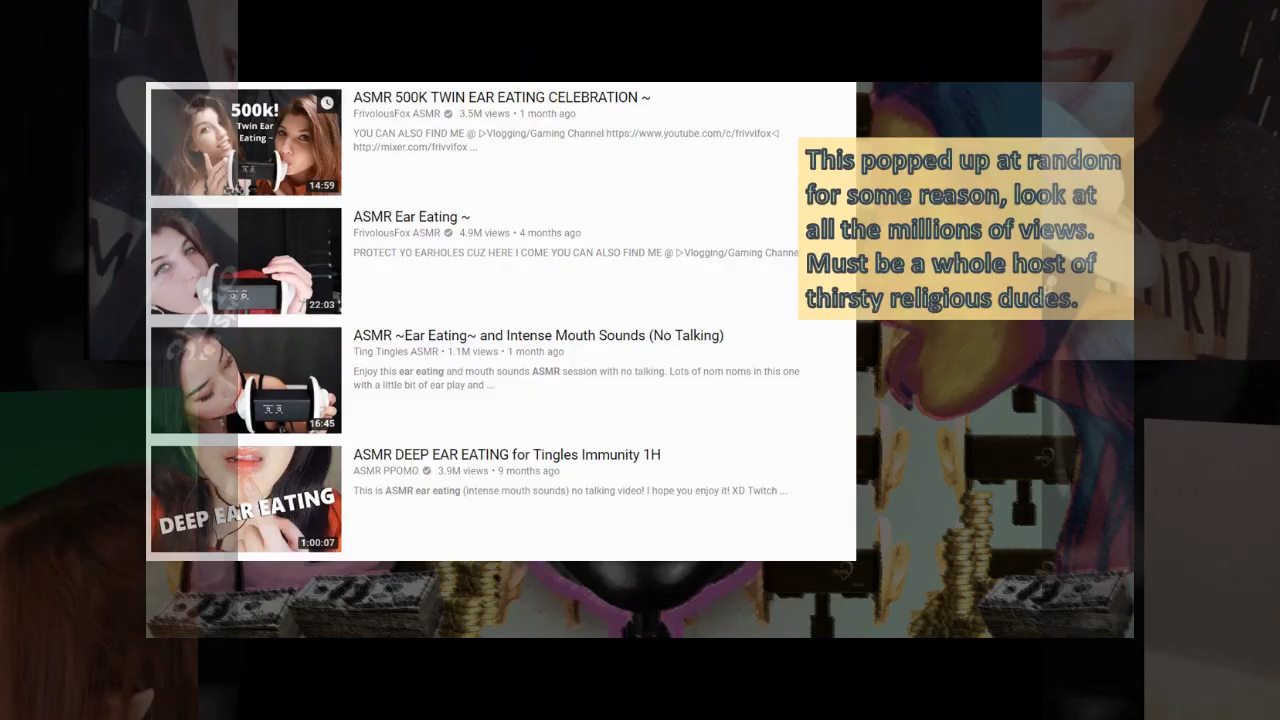 500k!
Twin Ear
Eating ~
14:59
ASMR 500K TWIN EAR EATING CELEBRATION ~
FrivolousFox ASMR 3.5M views • 1 month ago
YOU CAN ALSO FIND ME @ ▷Vlogging/Gaming Channel https://www.youtube.com/c/frivvifox◁
http://mixer.com/frivvifox ...
22:03
ASMR Ear Eating ~
FrivolousFox ASMR 4.9M views • 4 months ago
PROTECT YO EARHOLES CUZ HERE I COME YOU CAN ALSO FIND ME @ ▷Vlogging/Gaming Channe
16:45
ASMR ~Ear Eating~ and Intense Mouth Sounds (No Talking)
Ting Tingles ASMR • 1.1M views • 1 month ago
Enjoy this ear eating and mouth sounds ASMR session with no talking. Lots of nom noms in this one
with a little bit of ear play and ...
DEEP EAR EATING
1:00:07
ASMR DEEP EAR EATING for Tingles Immunity 1H
ASMR PPOMO 3.9M views • 9 months ago
This is ASMR ear eating (intense mouth sounds) no talking video! I hope you enjoy it! XD Twitch ...
This popped up at random
for some reason, look at
all the millions of views.
Must be a whole host of
thirsty religious dudes.